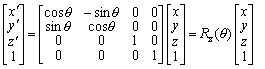 [x′ y′ z′ 1] = [cosθ −sinθ 0 0; sinθ cosθ 0 0; 0 0 1 0; 0 0 0 1] [x y z 1] = R_z(θ) [x y z 1]